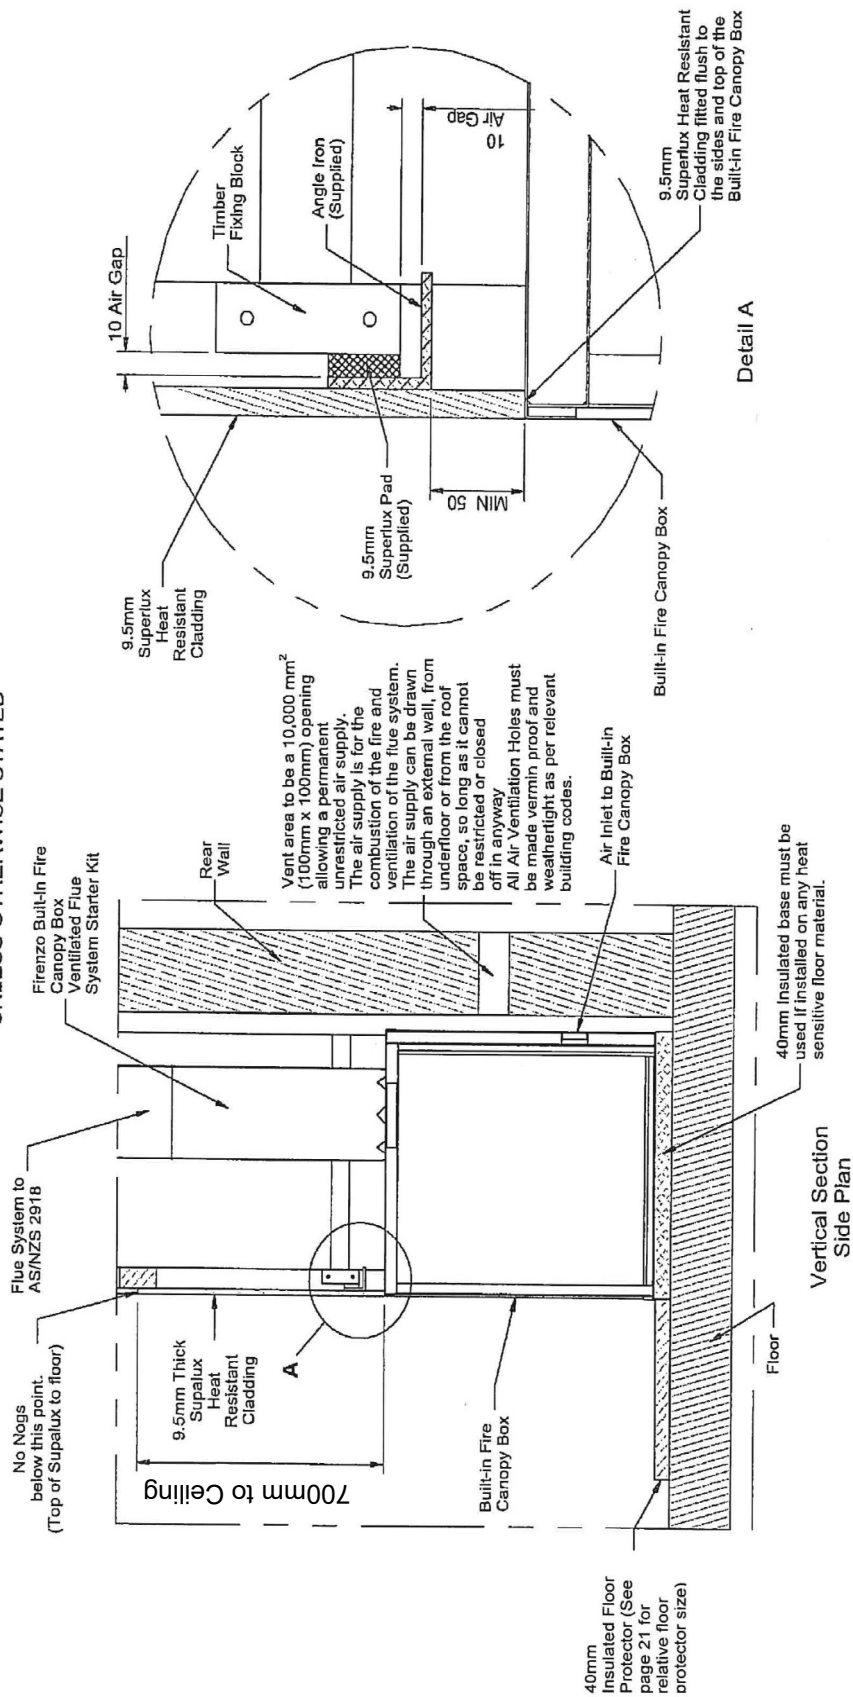 UNLESS OTHERWISE STATED
Flue System to
AS/NZS 2918
No Nogs
below this point.
(Top of Supalux to floor)
Firenzo Built-In Fire
Canopy Box
Ventilated Flue
System Starter Kit
Rear
Wall
9.5mm Thick
Supalux
Heat
Resistant
Cladding
A
700mm to Ceiling
Built-in Fire
Canopy Box
Vent area to be a 10,000 mm²
(100mm x 100mm) opening
allowing a permanent
unrestricted air supply.
The air supply is for the
combustion of the fire and
ventilation of the flue system.
The air supply can be drawn
through an external wall, from
underfloor or from the roof
space, so long as it cannot
be restricted or closed
off in anyway
All Air Ventilation Holes must
be made vermin proof and
weathertight as per relevant
building codes.
Air Inlet to Built-in
Fire Canopy Box
40mm Insulated base must be
used if installed on any heat
sensitive floor material.
40mm
Insulated Floor
Protector (See
page 21 for
relative floor
protector size)
Floor
Vertical Section
Side Plan
9.5mm
Superlux
Heat
Resistant
Cladding
10 Air Gap
Timber
Fixing Block
Angle Iron
(Supplied)
9.5mm
Superlux Pad
(Supplied)
10
Air Gap
MIN 50
Built-in Fire Canopy Box
9.5mm
Superlux Heat Resistant
Cladding fitted flush to
the sides and top of the
Built-in Fire Canopy Box
Detail A